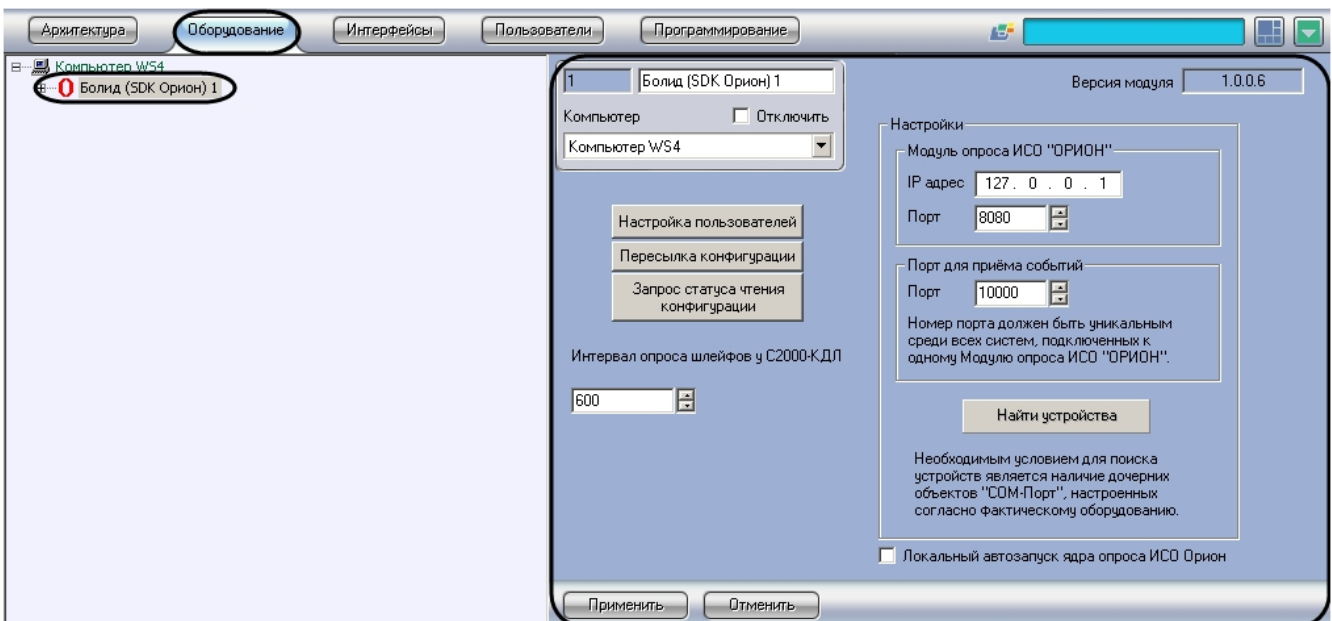 Архитектура
Оборудование
Интерфейсы
Пользователи
Программирование
Компьютер WS4
Болид (SDK Орион) 1
1
Болид (SDK Орион) 1
Компьютер
Отключить
Компьютер WS4
Версия модуля
1.0.0.6
Настройка пользователей
Пересылка конфигурации
Запрос статуса чтения
конфигурации
Интервал опроса шлейфов у С2000-КДЛ
600
Настройки
Модуль опроса ИСО "ОРИОН"
IP адрес
127. 0 . 0 . 1
Порт
8080
Порт для приёма событий
Порт
10000
Номер порта должен быть уникальным
среди всех систем, подключенных к
одному Модулю опроса ИСО "ОРИОН".
Найти устройства
Необходимым условием для поиска
устройств является наличие дочерних
объектов "COM-Порт", настроенных
согласно фактическому оборудованию.
Локальный автозапуск ядра опроса ИСО Орион
Применить
Отменить